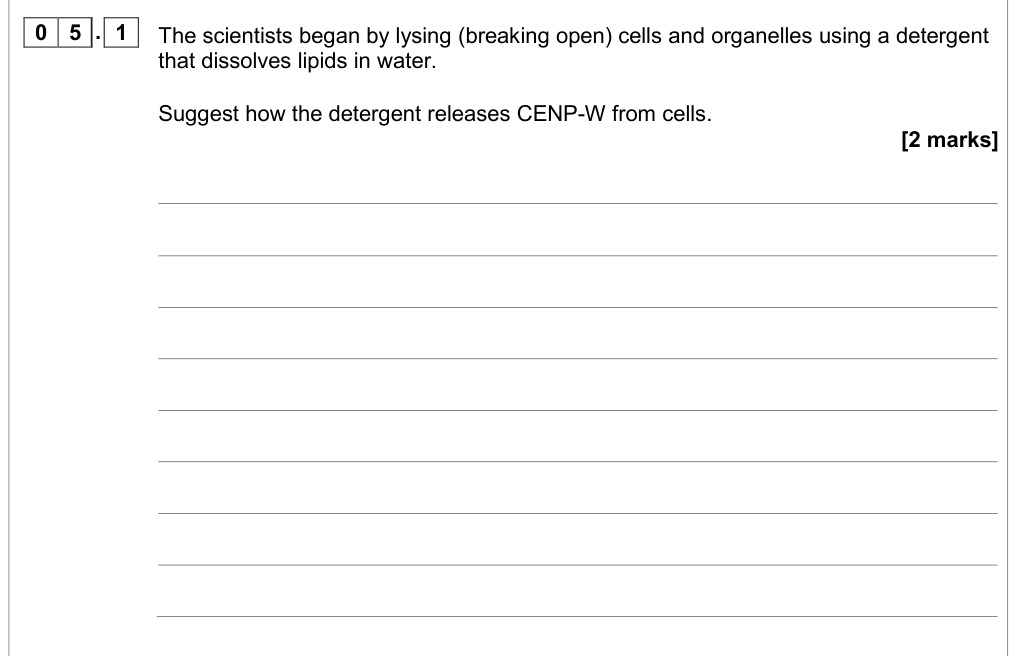 0 5 . 1 The scientists began by lysing (breaking open) cells and organelles using a detergent
that dissolves lipids in water.
Suggest how the detergent releases CENP-W from cells.
[2 marks]